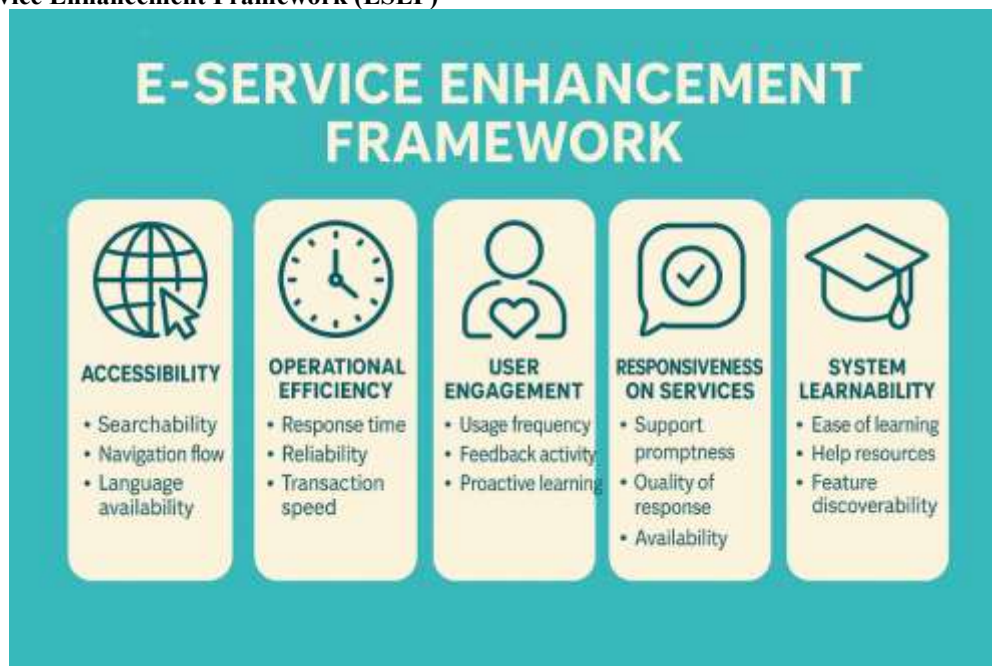 vice Enhancement Framework (ESEF)
E-SERVICE ENHANCEMENT
FRAMEWORK
ACCESSIBILITY
• Searchability
• Navigation flow
• Language
availability
OPERATIONAL
EFFICIENCY
• Response time
• Reliability
• Transaction
speed
USER
ENGAGEMENT
• Usage frequency
• Feedback activity
• Proactive learning
RESPONSIVENESS
ON SERVICES
• Support
promptness
• Quality of
response
• Availability
SYSTEM
LEARNABILITY
• Ease of learning
• Help resources
• Feature
discoverability